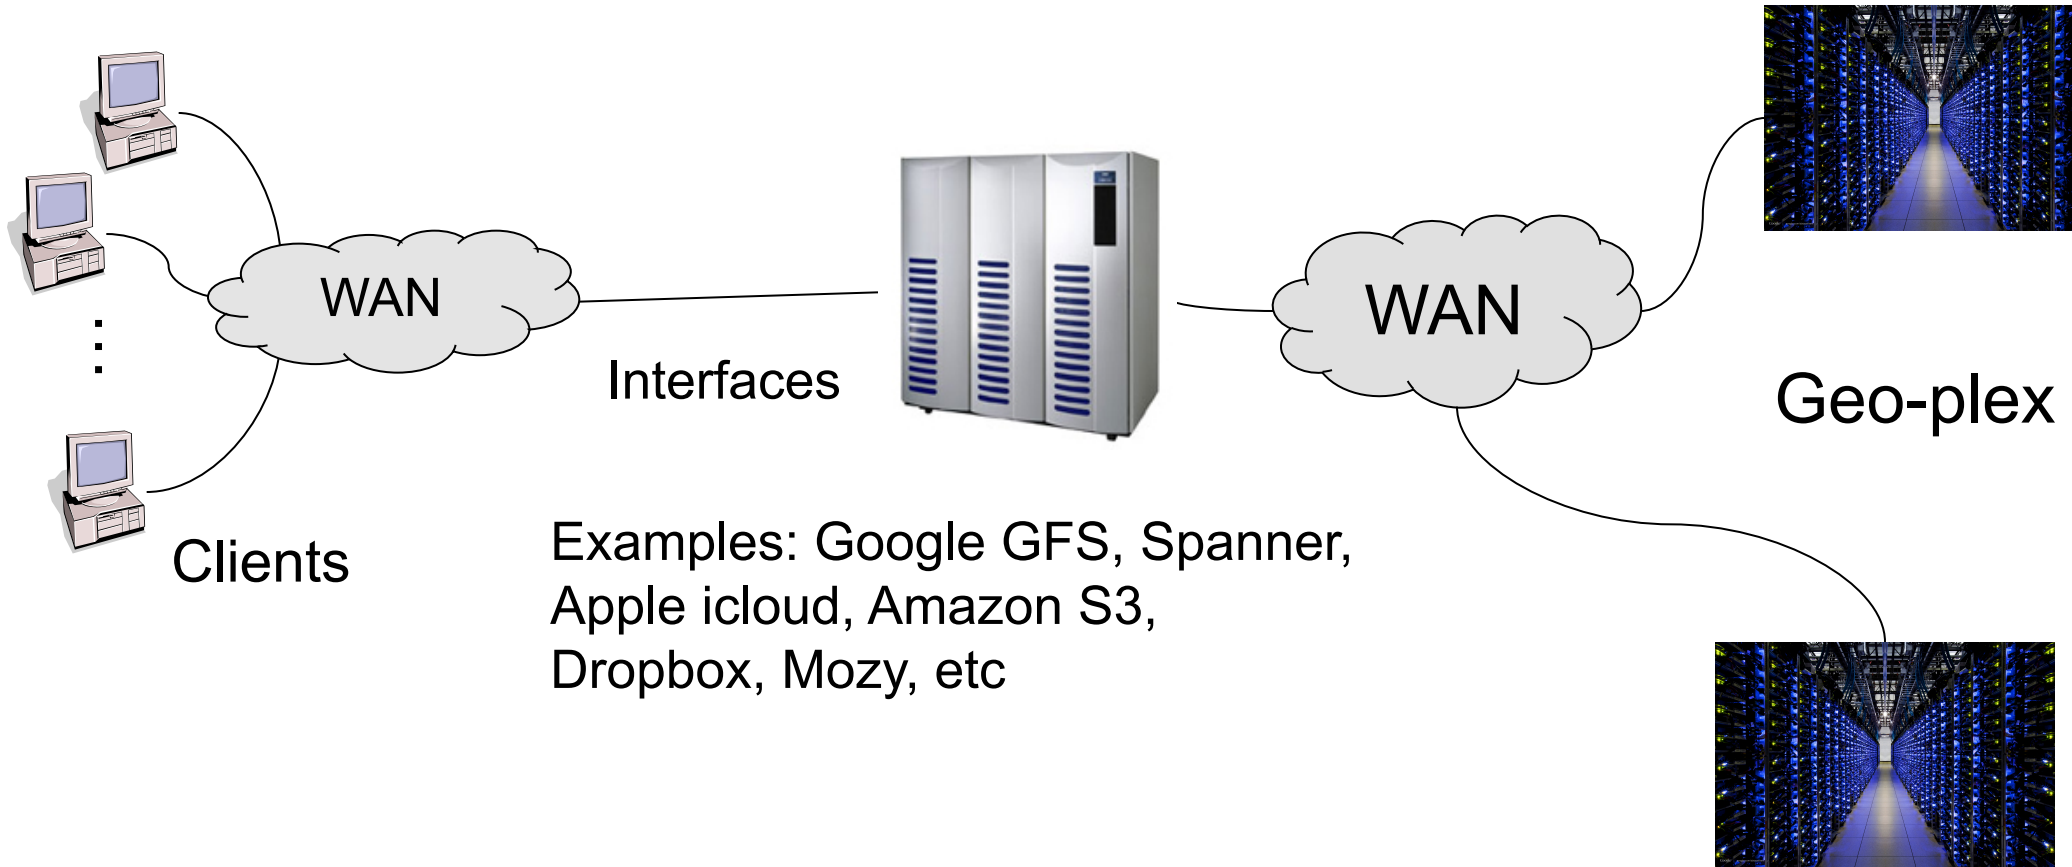 WAN
WAN
Interfaces
Geo-plex
Clients
Examples: Google GFS, Spanner,
Apple icloud, Amazon S3,
Dropbox, Mozy, etc